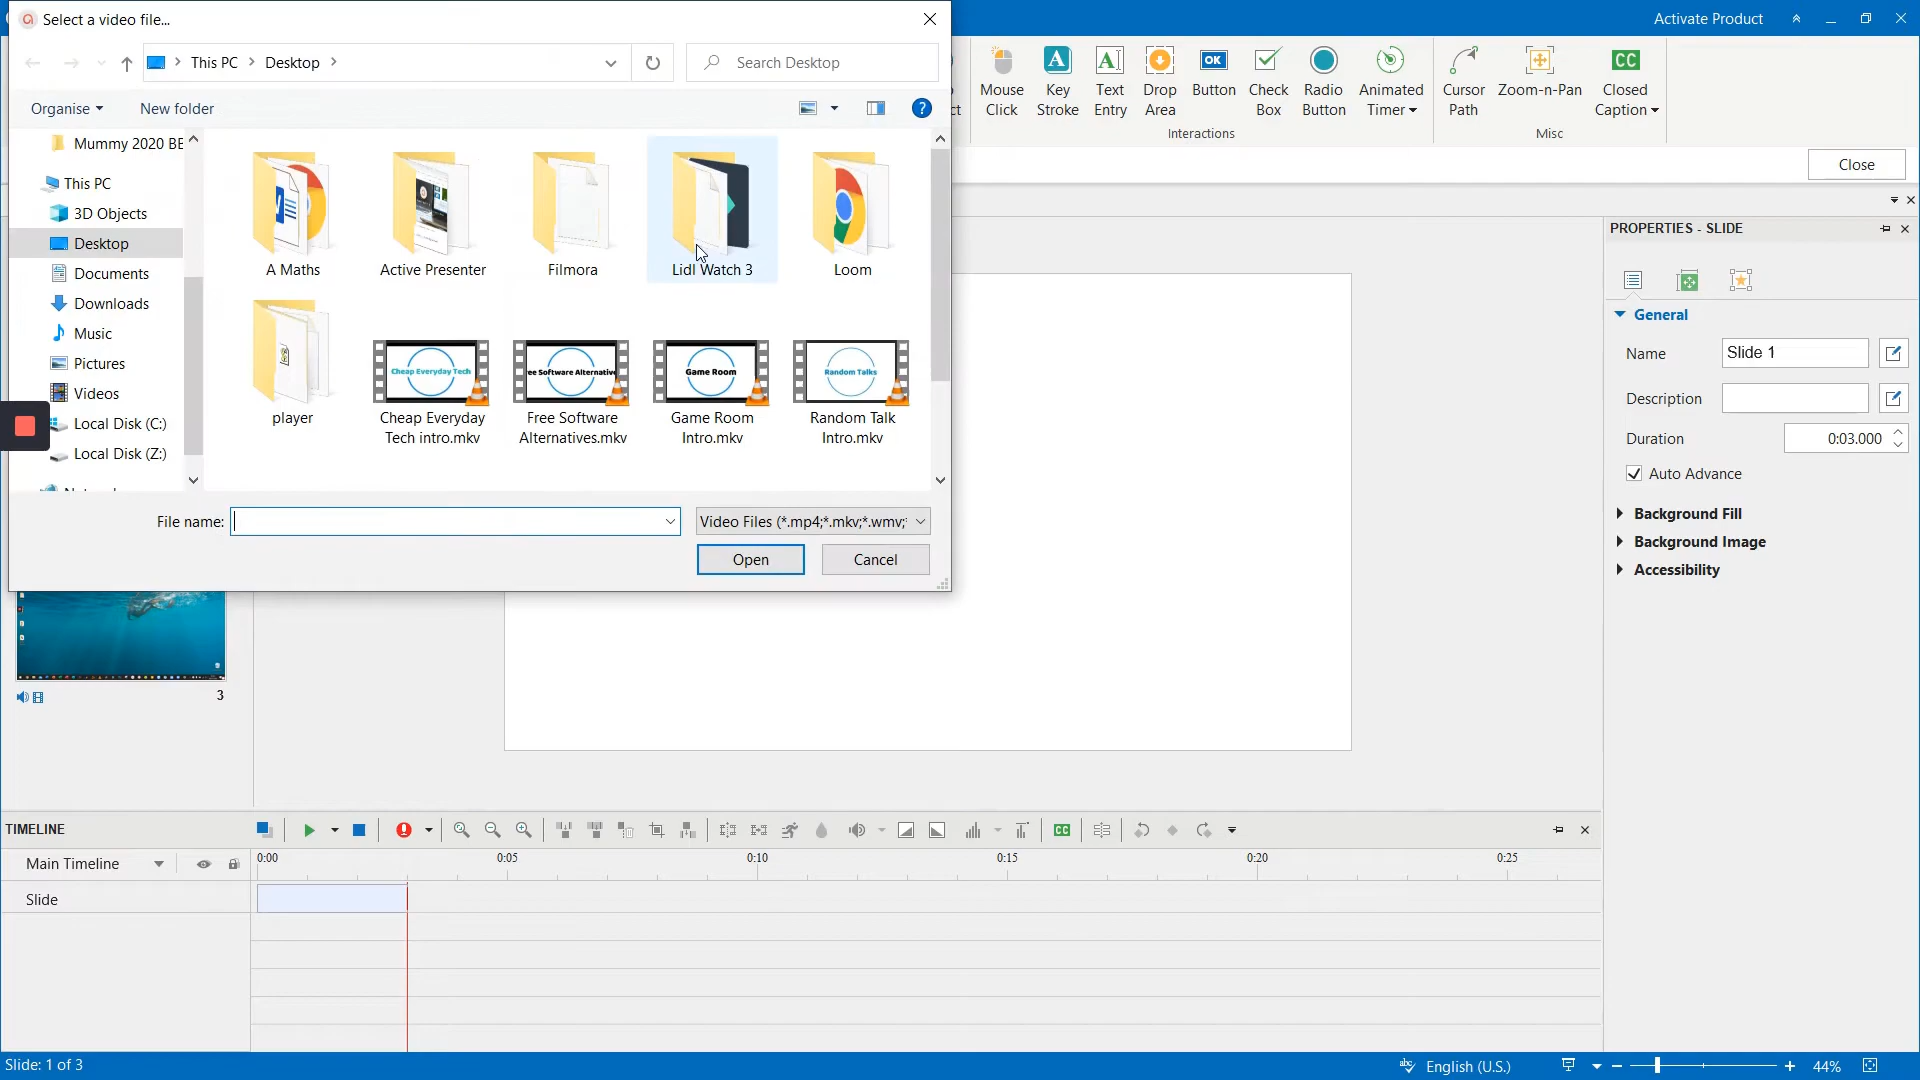 Select a video file...
Activate Product
This PC
Desktop
Search Desktop
Organise
New folder
Mouse Click
Key Stroke
Text Entry
Drop Area
Button
Check Box
Radio Button
Animated Timer
Cursor Path
Zoom-n-Pan
Closed Caption
Interactions
Misc
Close
Mummy 2020 BE
This PC
3D Objects
Desktop
Documents
Downloads
Music
Pictures
Videos
Local Disk (C:)
Local Disk (Z:)
A Maths
Active Presenter
Filmora
Lidl Watch 3
Loom
player
Cheap Everyday Tech
Cheap Everyday
Tech intro.mkv
ree Software Alternative
Free Software
Alternatives.mkv
Game Room
Game Room
Intro.mkv
Random Talks
Random Talk
Intro.mkv
File name:
Video Files (*.mp4;*.mkv;*.wmv;
Open
Cancel
3
PROPERTIES - SLIDE
General
Name
Slide 1
Description
Duration
0:03.000
Auto Advance
Background Fill
Background Image
Accessibility
TIMELINE
CC
Main Timeline
0:00
0:05
0:10
0:15
0:20
0:25
Slide
Slide: 1 of 3
English (U.S.)
44%